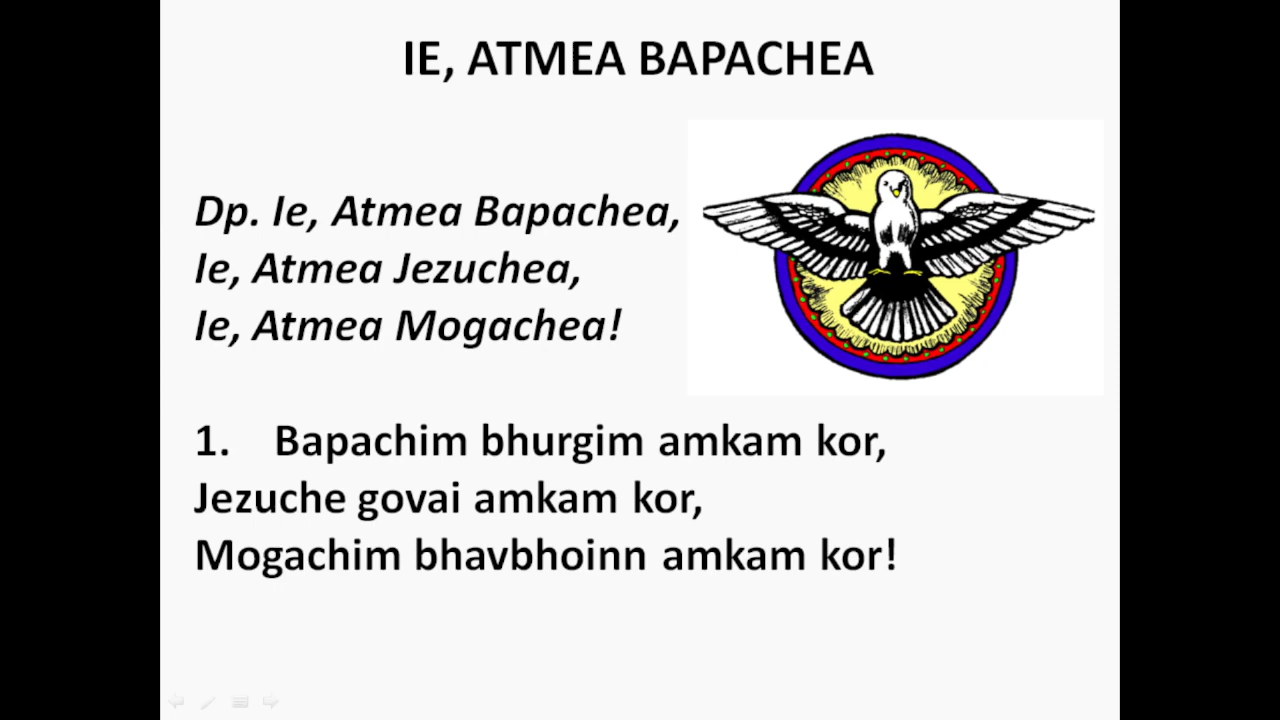 IE, ATMEA BAPACHEA
Dp. Ie, Atmea Bapachea,
Ie, Atmea Jezuchea,
Ie, Atmea Mogachea!
1. Bapachim bhurgim amkam kor,
Jezuche govai amkam kor,
Mogachim bhavbhoinn amkam kor!